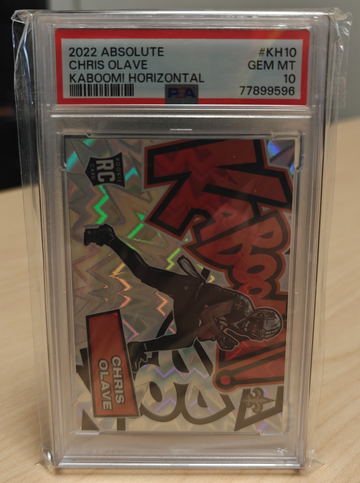 2022 ABSOLUTE #KH10
CHRIS OLAVE GEM MT
KABOOM! HORIZONTAL 10
PSA 77899596
RC
KABOOM!!
CHRIS
OLAVE